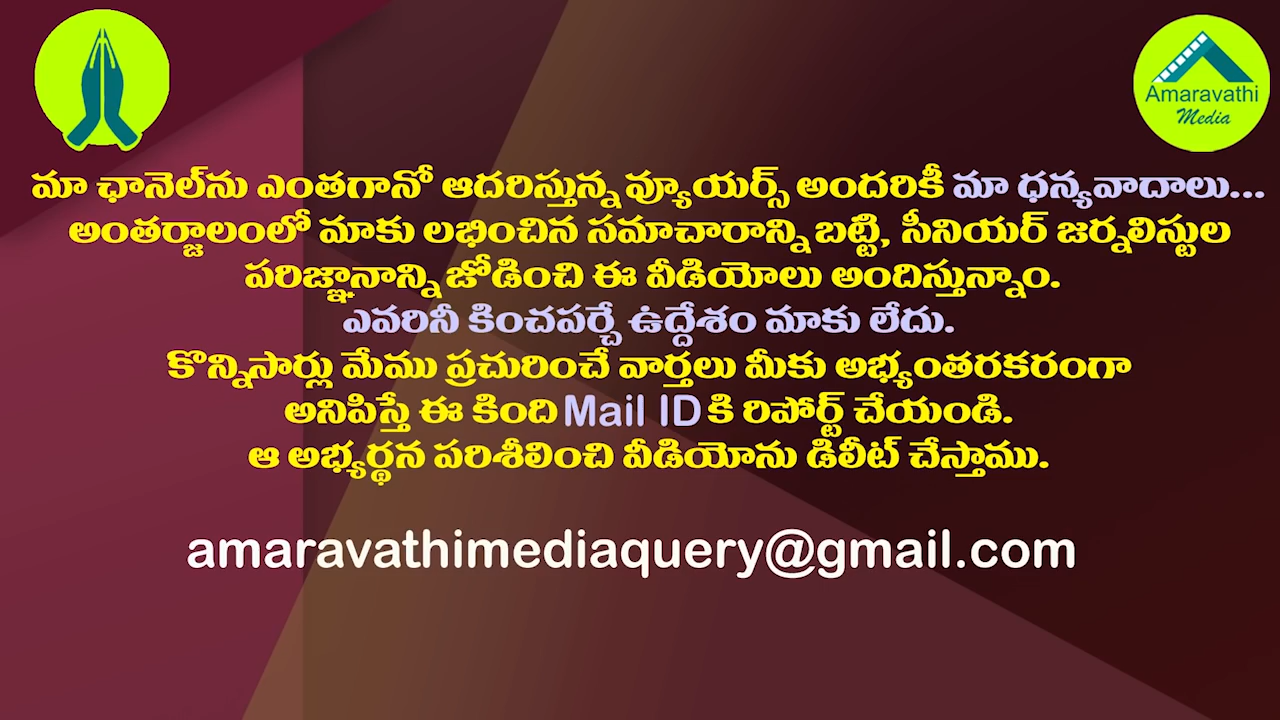 Amaravathi
Media
మా ఛానెల్‌ను ఎంతగానో ఆదరిస్తున్న వ్యూయర్స్ అందరికీ మా ధన్యవాదాలు...
అంతర్జాలంలో మాకు లభించిన సమాచారాన్ని బట్టి, సీనియర్ జర్నలిస్టుల
పరిజ్ఞానాన్ని జోడించి ఈ వీడియోలు అందిస్తున్నాం.
ఎవరినీ కించపర్చే ఉద్దేశం మాకు లేదు.
కొన్నిసార్లు మేము ప్రచురించే వార్తలు మీకు అభ్యంతరకరంగా
అనిపిస్తే ఈ కింది Mail ID కి రిపోర్ట్ చేయండి.
ఆ అభ్యర్థన పరిశీలించి వీడియోను డిలీట్ చేస్తాము.
amaravathimediaquery@gmail.com